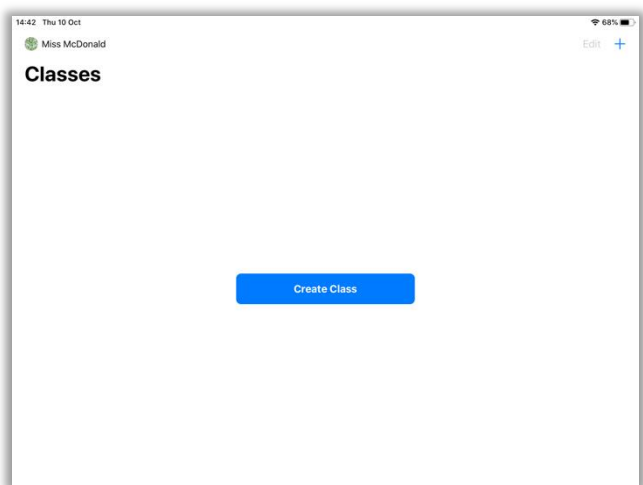 14:42 Thu 10 Oct 68%
Miss McDonald Edit +
Classes
Create Class